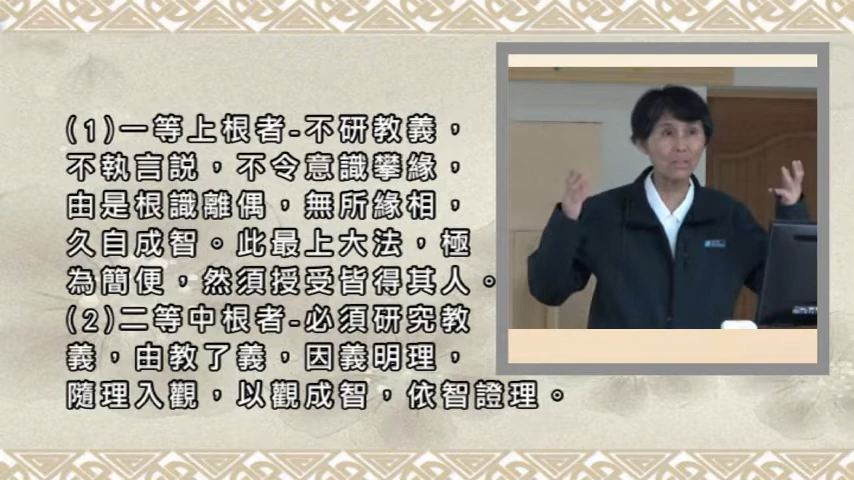 (1)一等上根者-不研教義，
不執言説，不令意識攀緣，
由是根識離偶，無所緣相，
久自成智。此最上大法，極
為簡便，然須授受皆得其人。
(2)二等中根者-必須研究教
義，由教了義，因義明理，
隨理入觀，以觀成智，依智證理。